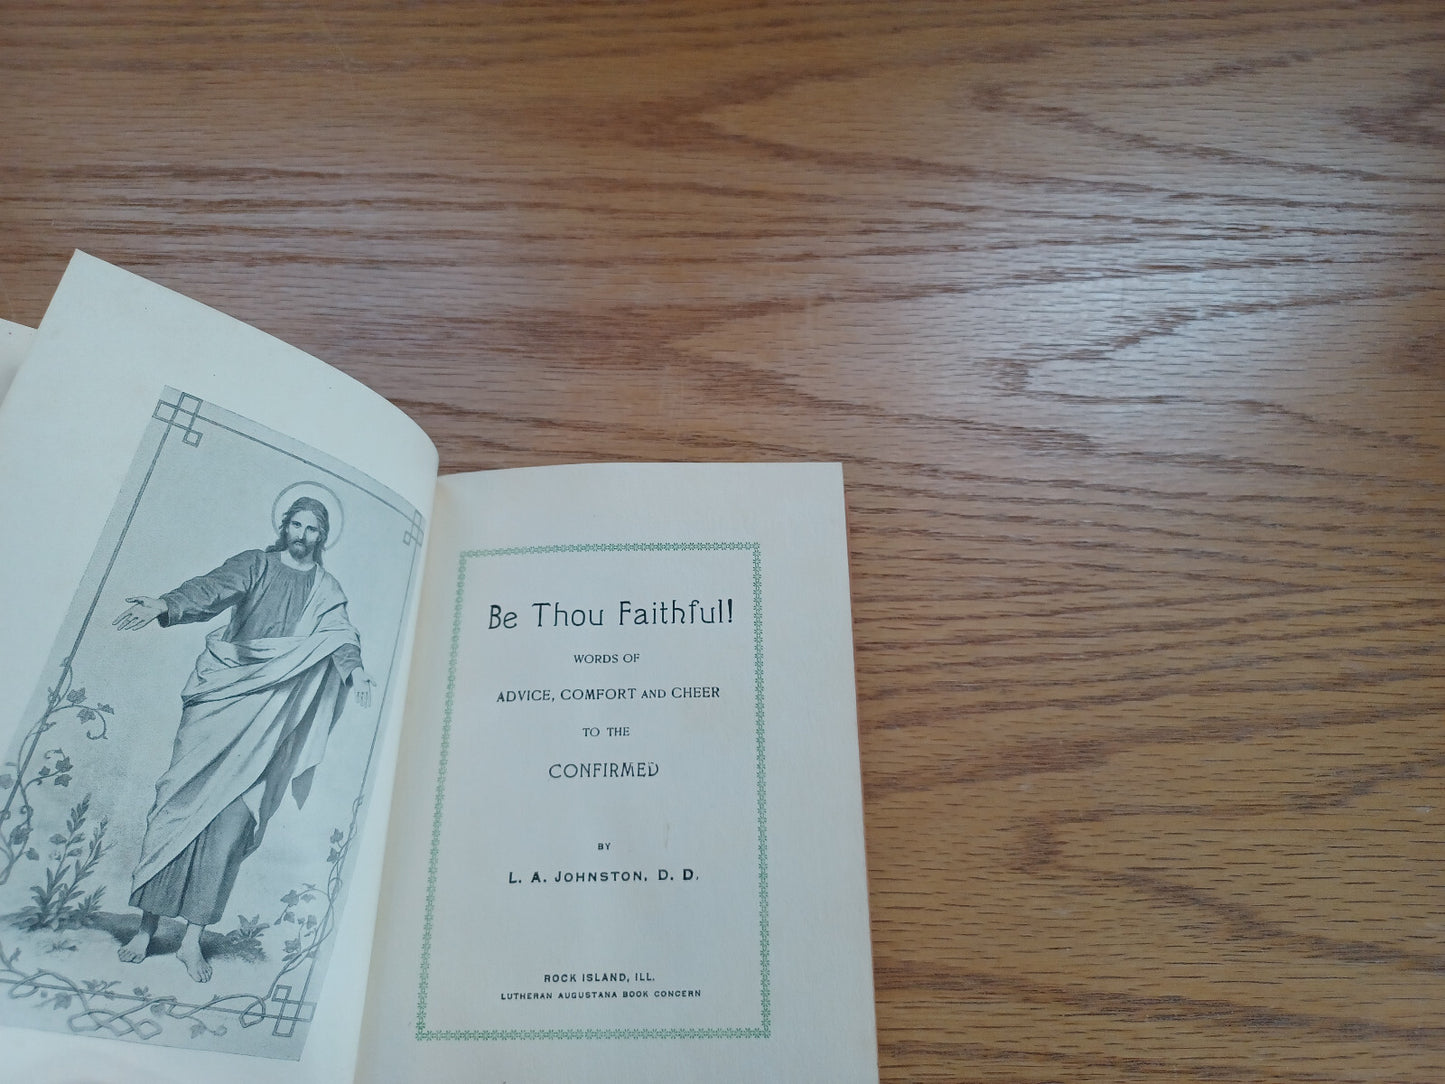 Be Thou Faithful!
WORDS OF
ADVICE, COMFORT AND CHEER
TO THE
CONFIRMED
BY
L. A. JOHNSTON, D. D.
ROCK ISLAND, ILL.
LUTHERAN AUGUSTANA BOOK CONCERN